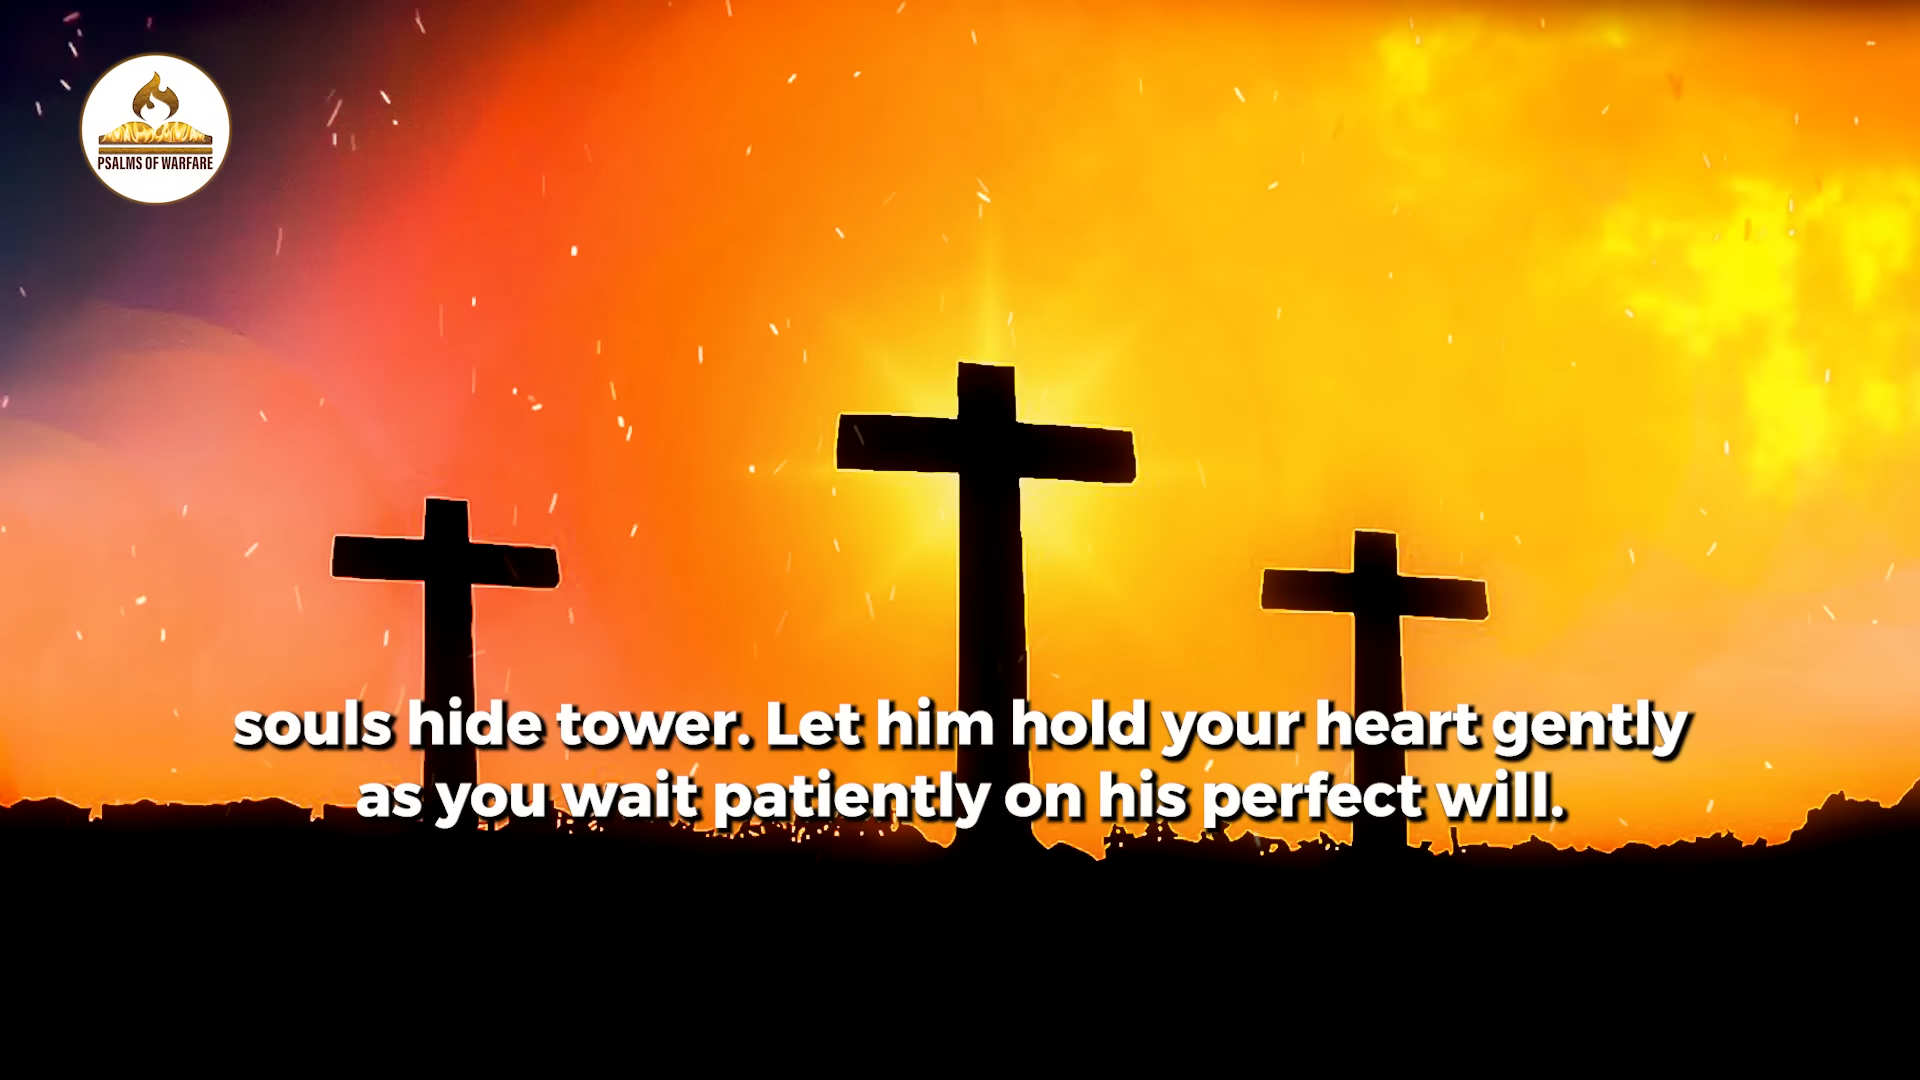 PSALMS OF WARFARE
souls hide tower. Let him hold your heart gently
as you wait patiently on his perfect will.